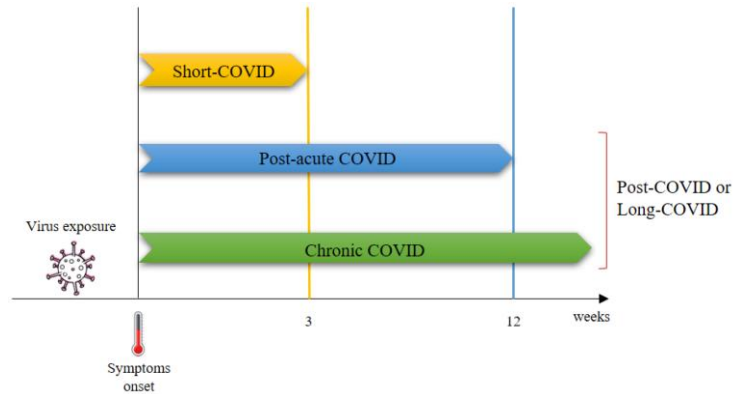 Short-COVID
Post-acute COVID
Post-COVID or
Long-COVID
Virus exposure
Chronic COVID
3
12
weeks
Symptoms
onset